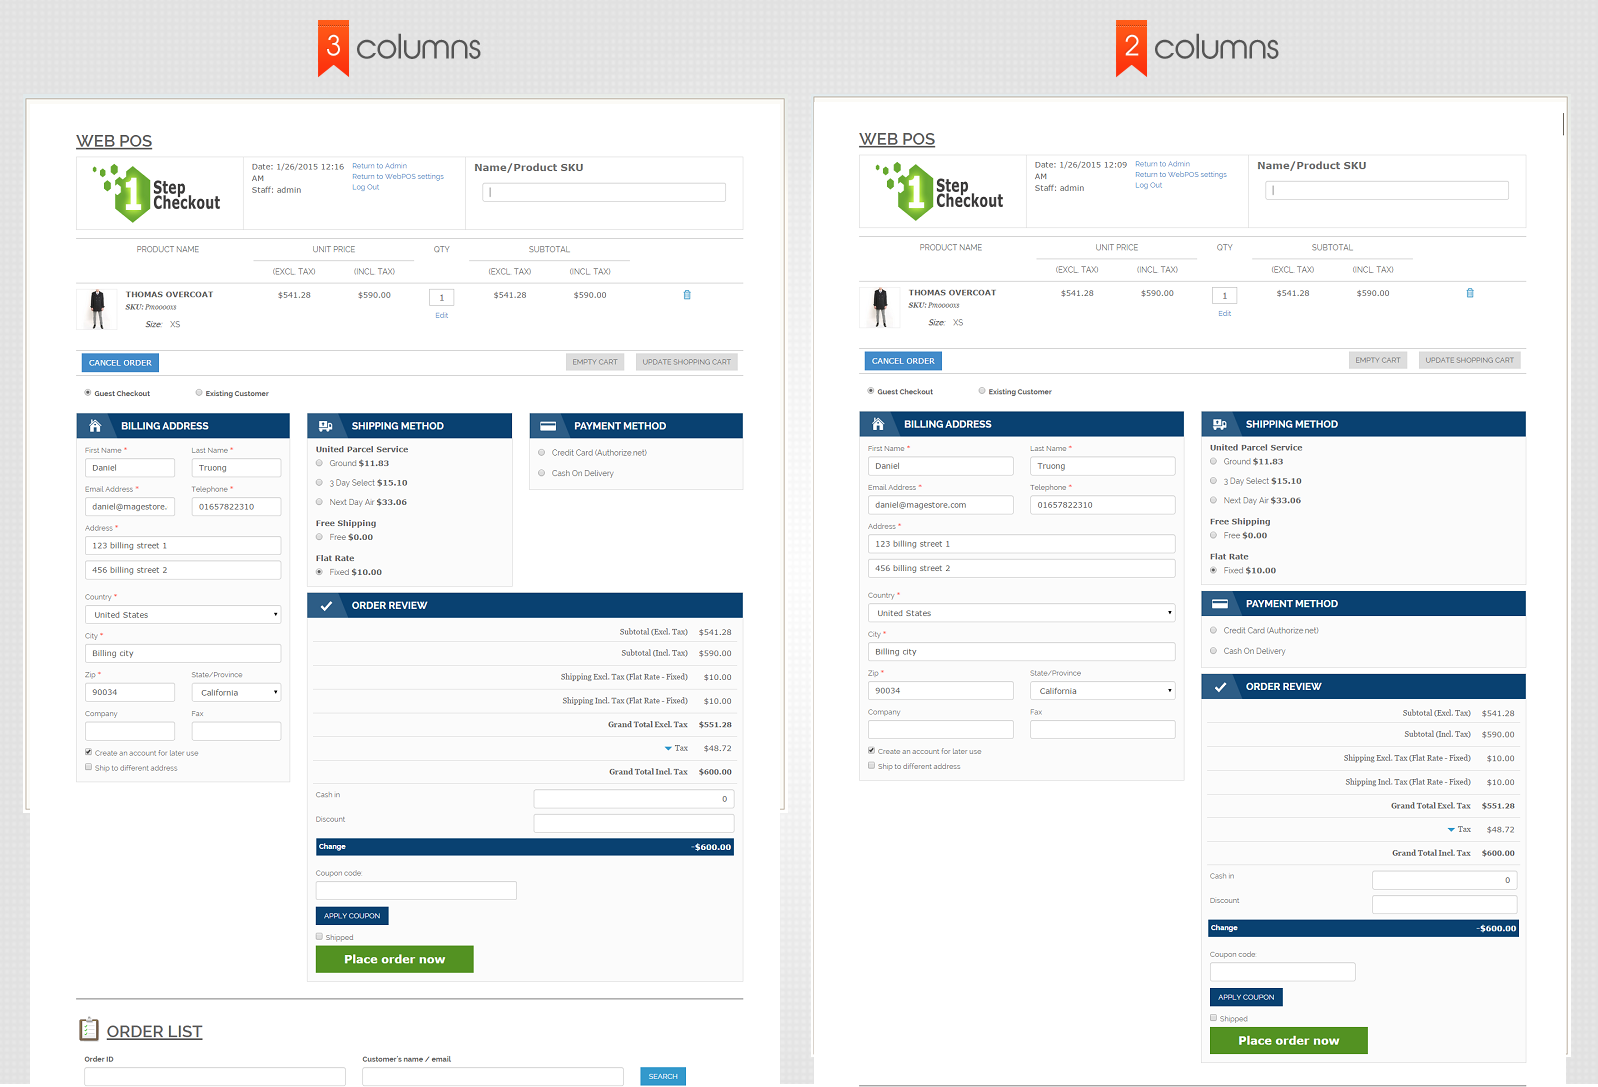 3 columns
WEB POS
1 Step
Checkout
Date: 1/26/2015 12:16
AM
Staff: admin
Return to Admin
Return to WebPOS settings
Log Out
Name/Product SKU
PRODUCT NAME UNIT PRICE QTY SUBTOTAL
(EXCL. TAX) (INCL. TAX) (EXCL. TAX) (INCL. TAX)
THOMAS OVERCOAT $541.28 $590.00 1 $541.28 $590.00
SKU: Pmo000xs
Edit
Size: XS
CANCEL ORDER EMPTY CART UPDATE SHOPPING CART
Guest Checkout Existing Customer
BILLING ADDRESS
First Name * Last Name *
Daniel Truong
Email Address * Telephone *
daniel@magestore. 01657822310
Address *
123 billing street 1
456 billing street 2
Country *
United States
City *
Billing city
Zip * State/Province
90034 California
Company Fax
Create an account for later use
Ship to different address
SHIPPING METHOD
United Parcel Service
Ground $11.83
3 Day Select $15.10
Next Day Air $33.06
Free Shipping
Free $0.00
Flat Rate
Fixed $10.00
PAYMENT METHOD
Credit Card (Authorize.net)
Cash On Delivery
ORDER REVIEW
Subtotal (Excl. Tax) $541.28
Subtotal (Incl. Tax) $590.00
Shipping Excl. Tax (Flat Rate - Fixed) $10.00
Shipping Incl. Tax (Flat Rate - Fixed) $10.00
Grand Total Excl. Tax $551.28
Tax $48.72
Grand Total Incl. Tax $600.00
Cash in 0
Discount
Change -$600.00
Coupon code
APPLY COUPON
Shipped
Place order now
ORDER LIST
Order ID Customer's name / email
SEARCH
2 columns
WEB POS
1 Step
Checkout
Date: 1/26/2015 12:09
AM
Staff: admin
Return to Admin
Return to WebPOS settings
Log Out
Name/Product SKU
PRODUCT NAME UNIT PRICE QTY SUBTOTAL
(EXCL. TAX) (INCL. TAX) (EXCL. TAX) (INCL. TAX)
THOMAS OVERCOAT $541.28 $590.00 1 $541.28 $590.00
SKU: Pmo000xs
Edit
Size: XS
CANCEL ORDER EMPTY CART UPDATE SHOPPING CART
Guest Checkout Existing Customer
BILLING ADDRESS
First Name * Last Name *
Daniel Truong
Email Address * Telephone *
daniel@magestore.com 01657822310
Address *
123 billing street 1
456 billing street 2
Country *
United States
City *
Billing city
Zip * State/Province
90034 California
Company Fax
Create an account for later use
Ship to different address
SHIPPING METHOD
United Parcel Service
Ground $11.83
3 Day Select $15.10
Next Day Air $33.06
Free Shipping
Free $0.00
Flat Rate
Fixed $10.00
PAYMENT METHOD
Credit Card (Authorize.net)
Cash On Delivery
ORDER REVIEW
Subtotal (Excl. Tax) $541.28
Subtotal (Incl. Tax) $590.00
Shipping Excl. Tax (Flat Rate - Fixed) $10.00
Shipping Incl. Tax (Flat Rate - Fixed) $10.00
Grand Total Excl. Tax $551.28
Tax $48.72
Grand Total Incl. Tax $600.00
Cash in 0
Discount
Change -$600.00
Coupon code
APPLY COUPON
Shipped
Place order now